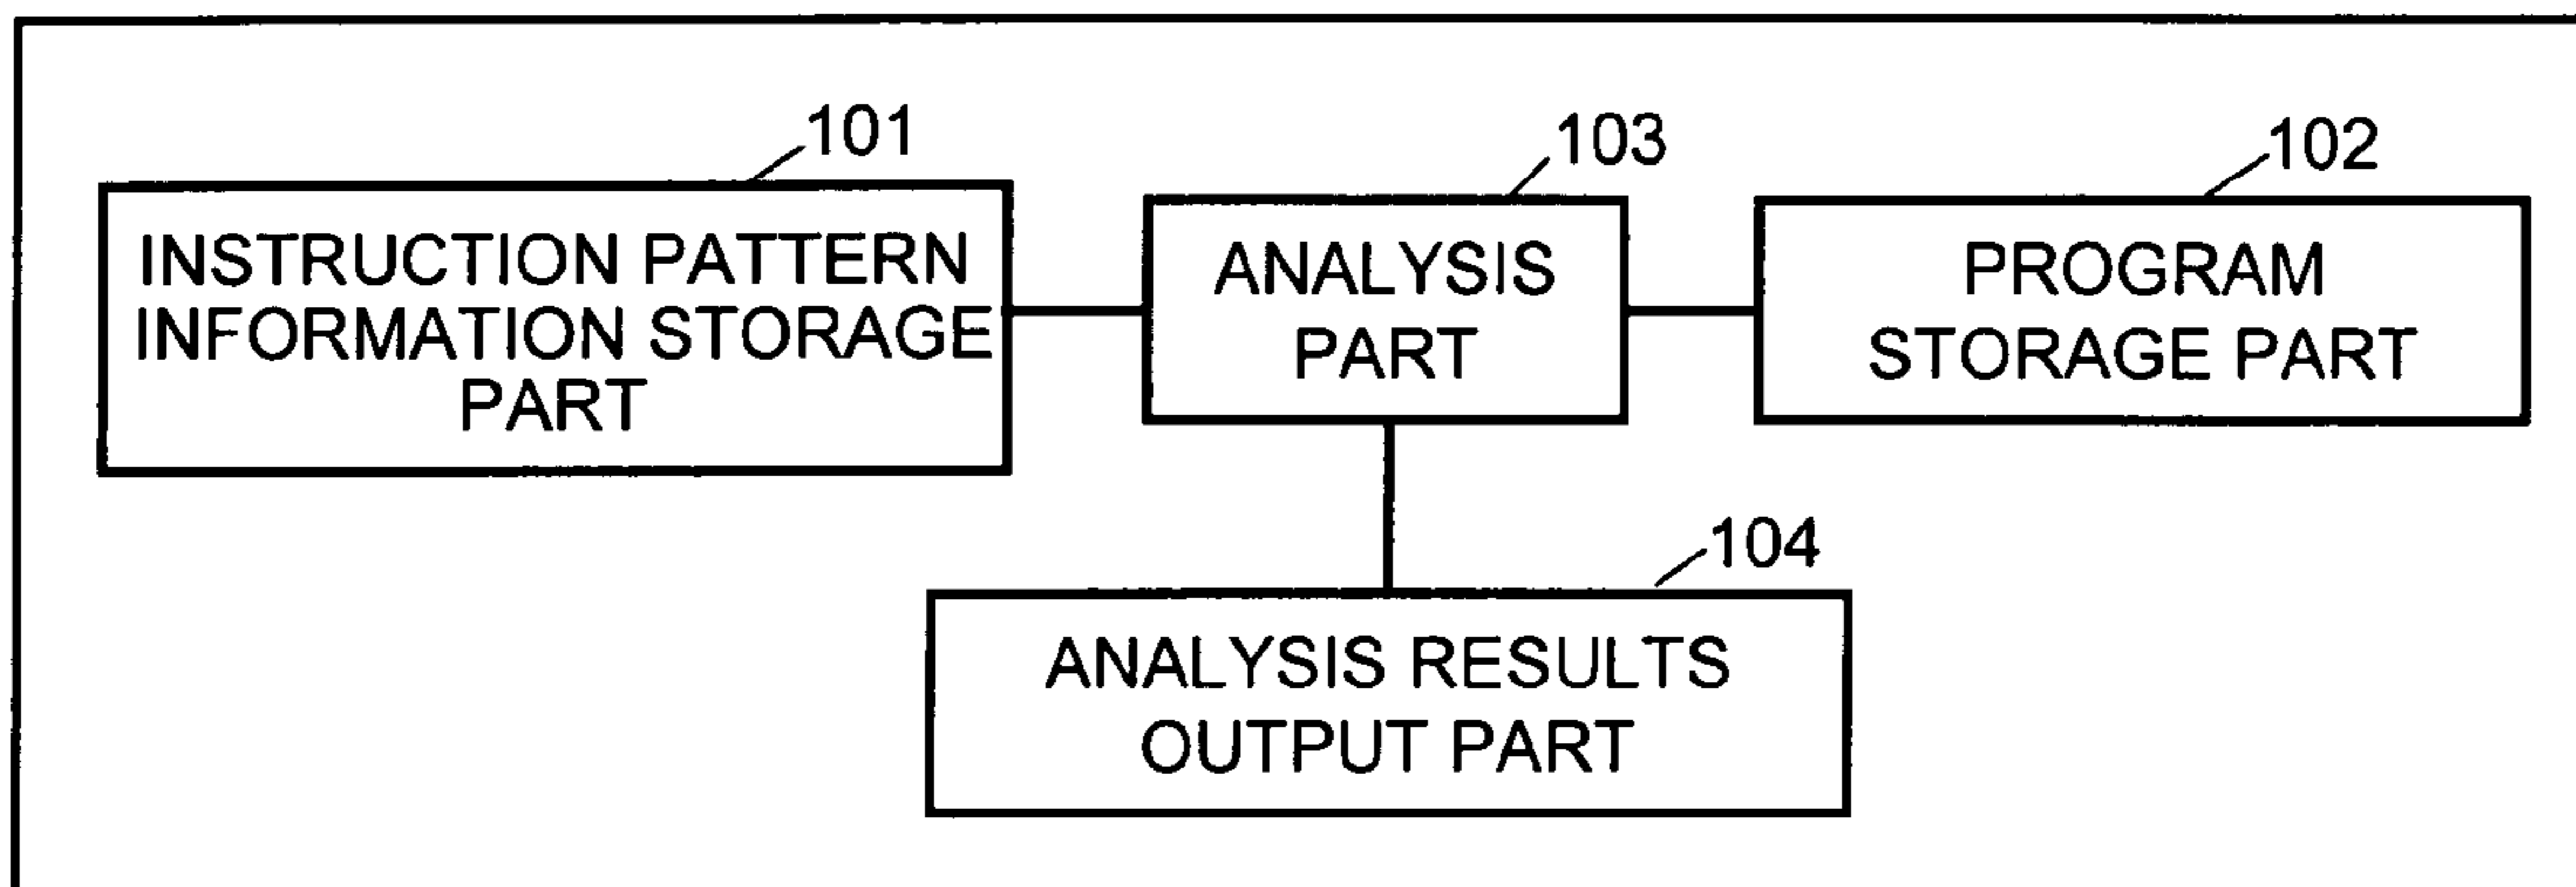 101
INSTRUCTION PATTERN
INFORMATION STORAGE
PART
103
ANALYSIS
PART
102
PROGRAM
STORAGE PART
104
ANALYSIS RESULTS
OUTPUT PART